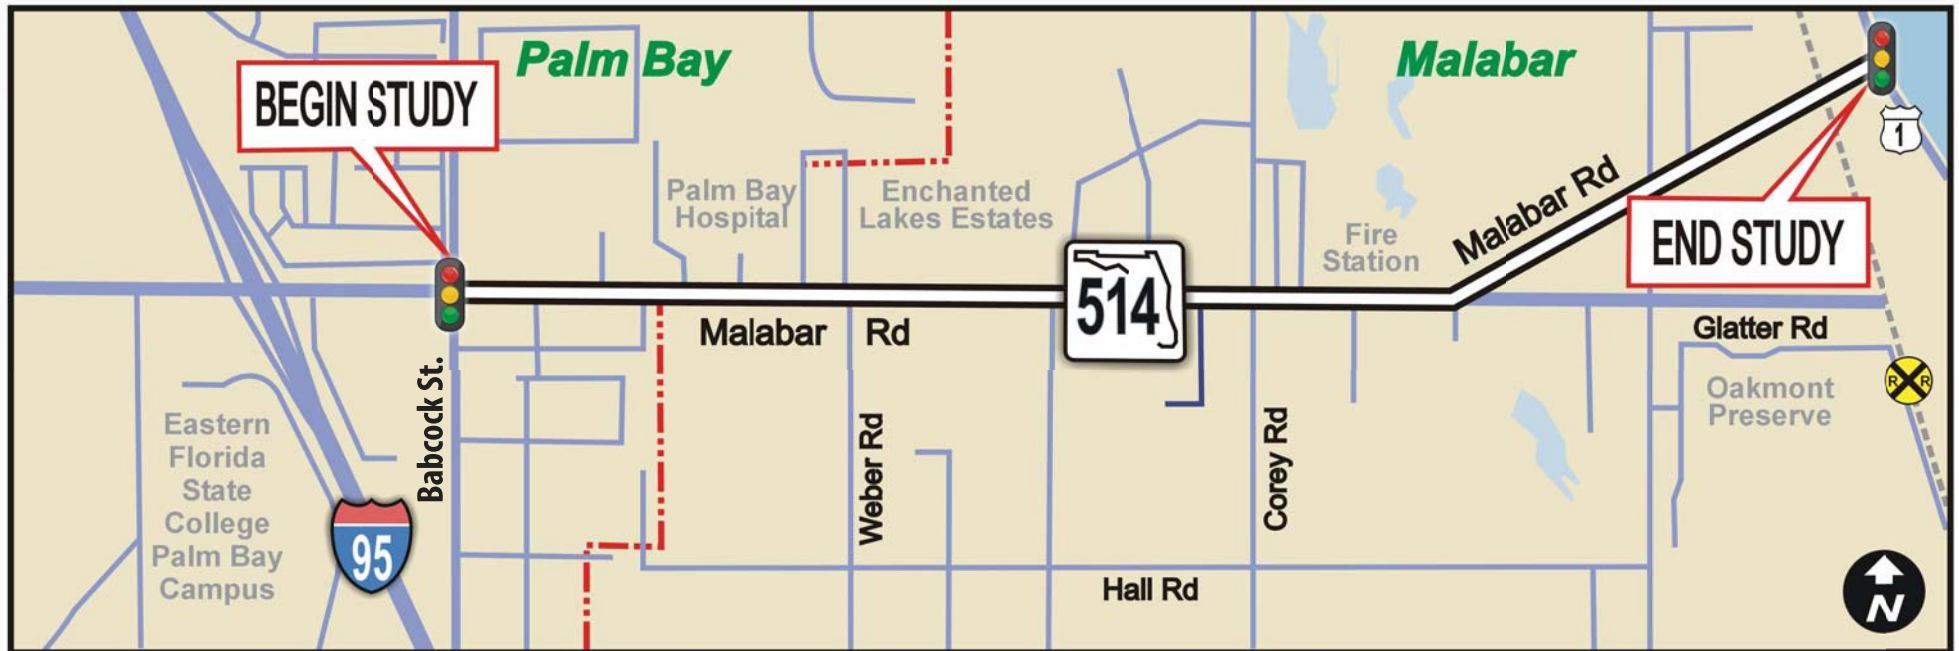 Palm Bay
Malabar
BEGIN STUDY
1
Palm Bay
Hospital
Enchanted
Lakes Estates
Malabar Rd
Fire
Station
END STUDY
514
Malabar Rd
Glatter Rd
Babcock St.
Oakmont
Preserve
R R
Eastern
Florida
State
College
Palm Bay
Campus
Weber Rd
Corey Rd
95
Hall Rd
N